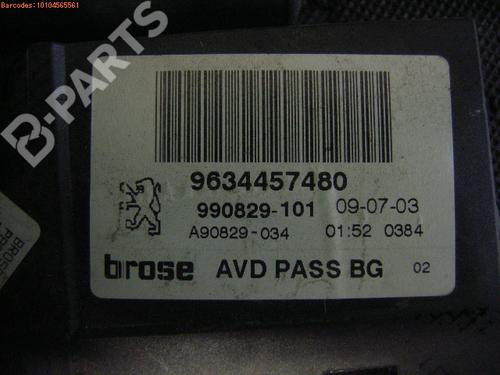 Barcodes:10104565561
B-PARTS
9634457480
990829-101 09-07-03
A90829-034 01:52 0384
brose AVD PASS BG 02
BROSE